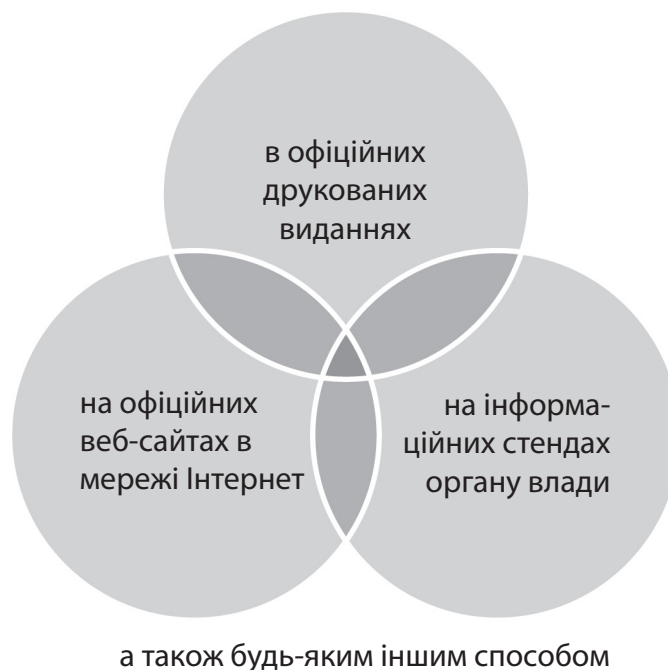 в офіційних
друкованих
виданнях
на офіційних
веб-сайтах в
мережі Інтернет
на інформа-
ційних стендах
органу влади
а також будь-яким іншим способом